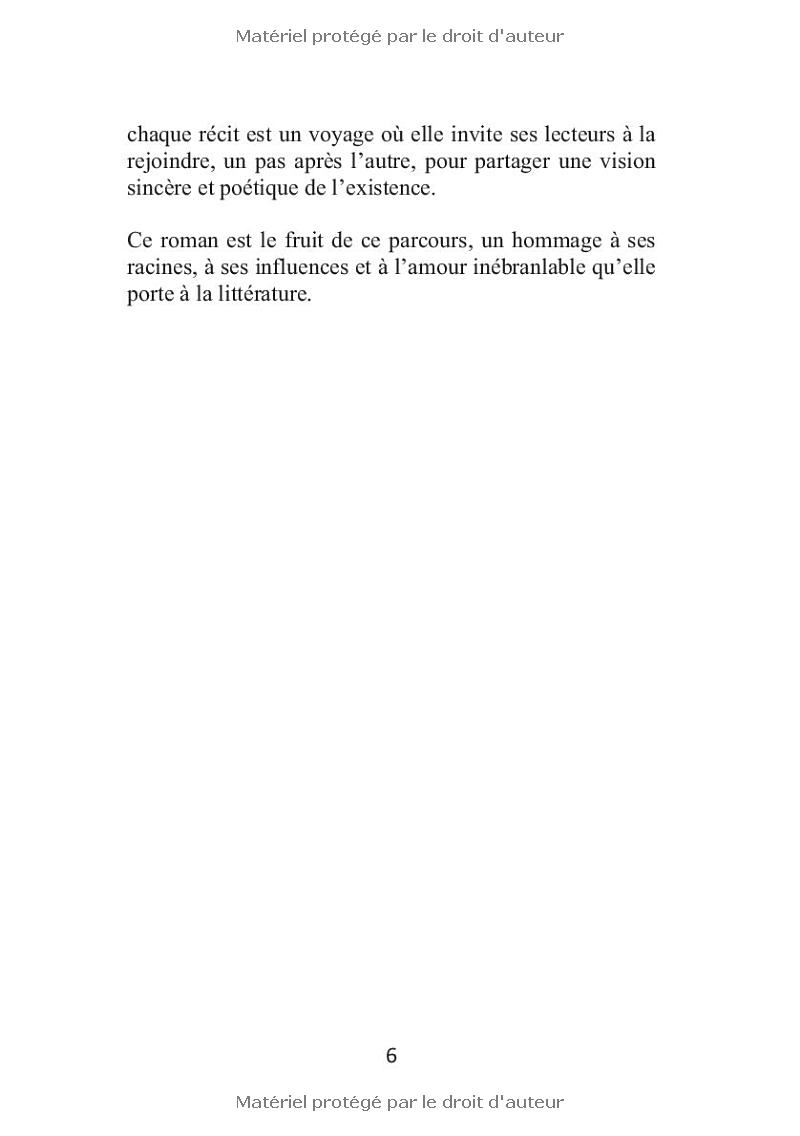 Matériel protégé par le droit d'auteur
chaque récit est un voyage où elle invite ses lecteurs à la
rejoindre, un pas après l’autre, pour partager une vision
sincère et poétique de l’existence.
Ce roman est le fruit de ce parcours, un hommage à ses
racines, à ses influences et à l’amour inébranlable qu’elle
porte à la littérature.
6
Matériel protégé par le droit d'auteur